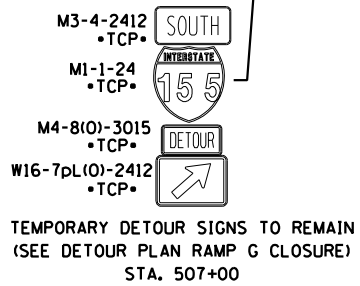 M3-4-2412
•TCP•
SOUTH
M1-1-24
•TCP•
INTERSTATE
155
M4-8(O)-3015
•TCP•
DETOUR
W16-7pL(O)-2412
•TCP•
TEMPORARY DETOUR SIGNS TO REMAIN
(SEE DETOUR PLAN RAMP G CLOSURE)
STA. 507+00